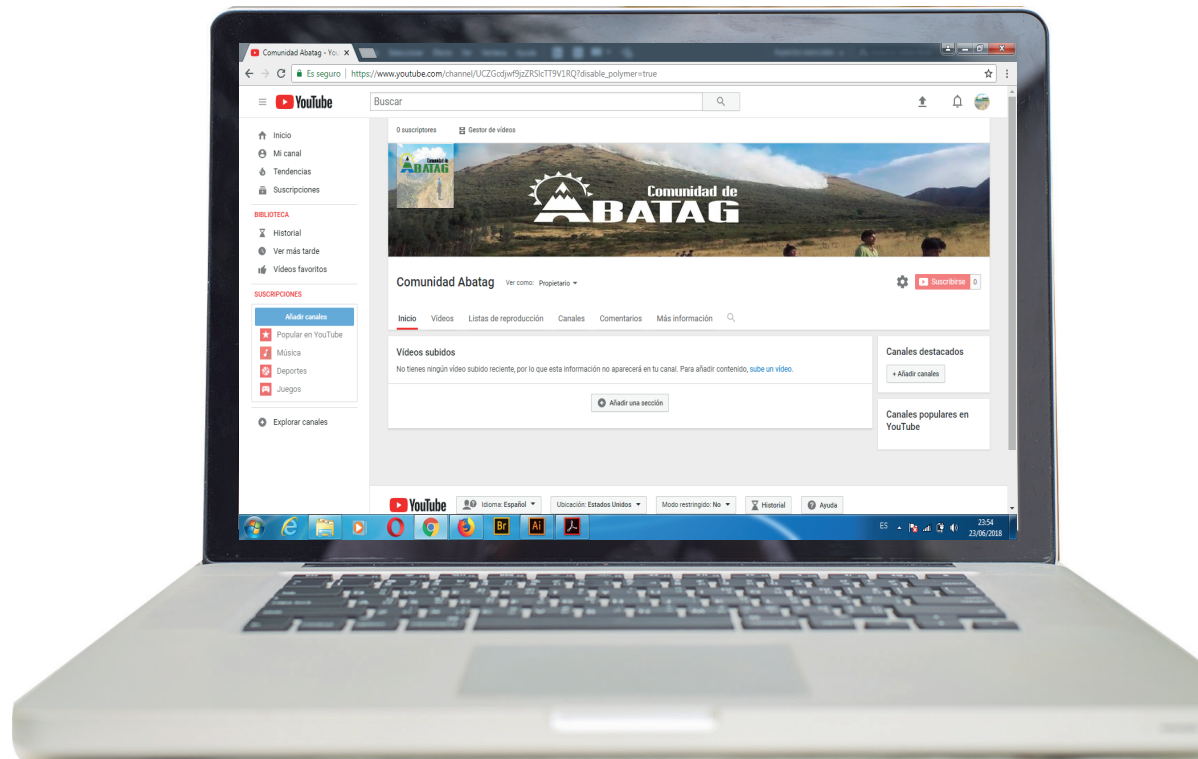 Comunidad Abatag - You
Es seguro https://www.youtube.com/channel/UCZGcdjwf9jzZRSlcTT9V1RQ?disable_polymer=true
YouTube
Buscar
Inicio
Mi canal
Tendencias
Suscripciones
BIBLIOTECA
Historial
Ver más tarde
Vídeos favoritos
SUSCRIPCIONES
Añadir canales
Popular en YouTube
Música
Deportes
Juegos
Explorar canales
0 suscriptores Gestor de vídeos
Comunidad de
ABATAG
Comunidad de
ABATAG
Comunidad Abatag Ver como: Propietario
Suscribirse 0
Inicio Vídeos Listas de reproducción Canales Comentarios Más información
Vídeos subidos
No tienes ningún vídeo subido reciente, por lo que esta información no aparecerá en tu canal. Para añadir contenido, sube un vídeo.
Añadir una sección
Canales destacados
+ Añadir canales
Canales populares en
YouTube
YouTube Idioma: Español Ubicación: Estados Unidos Modo restringido: No Historial Ayuda
Br Ai
ES
23:54
23/06/2018